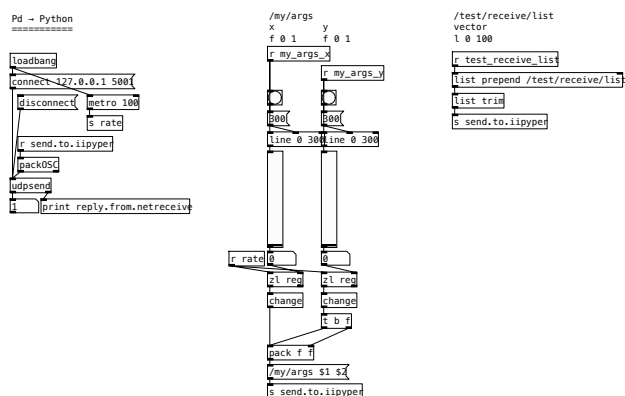 Pd → Python
===========
loadbang
connect 127.0.0.1 5001
disconnect
metro 100
s rate
r send.to.iipyper
packOSC
udpsend
1
print reply.from.netreceive
/my/args
x
y
f 0 1
f 0 1
r my_args_x
r my_args_y
300
300
line 0 300
line 0 300
r rate
0
0
zl reg
zl reg
change
change
t b f
pack f f
/my/args $1 $2
s send.to.iipyper
/test/receive/list
vector
l 0 100
r test_receive_list
list prepend /test/receive/list
list trim
s send.to.iipyper